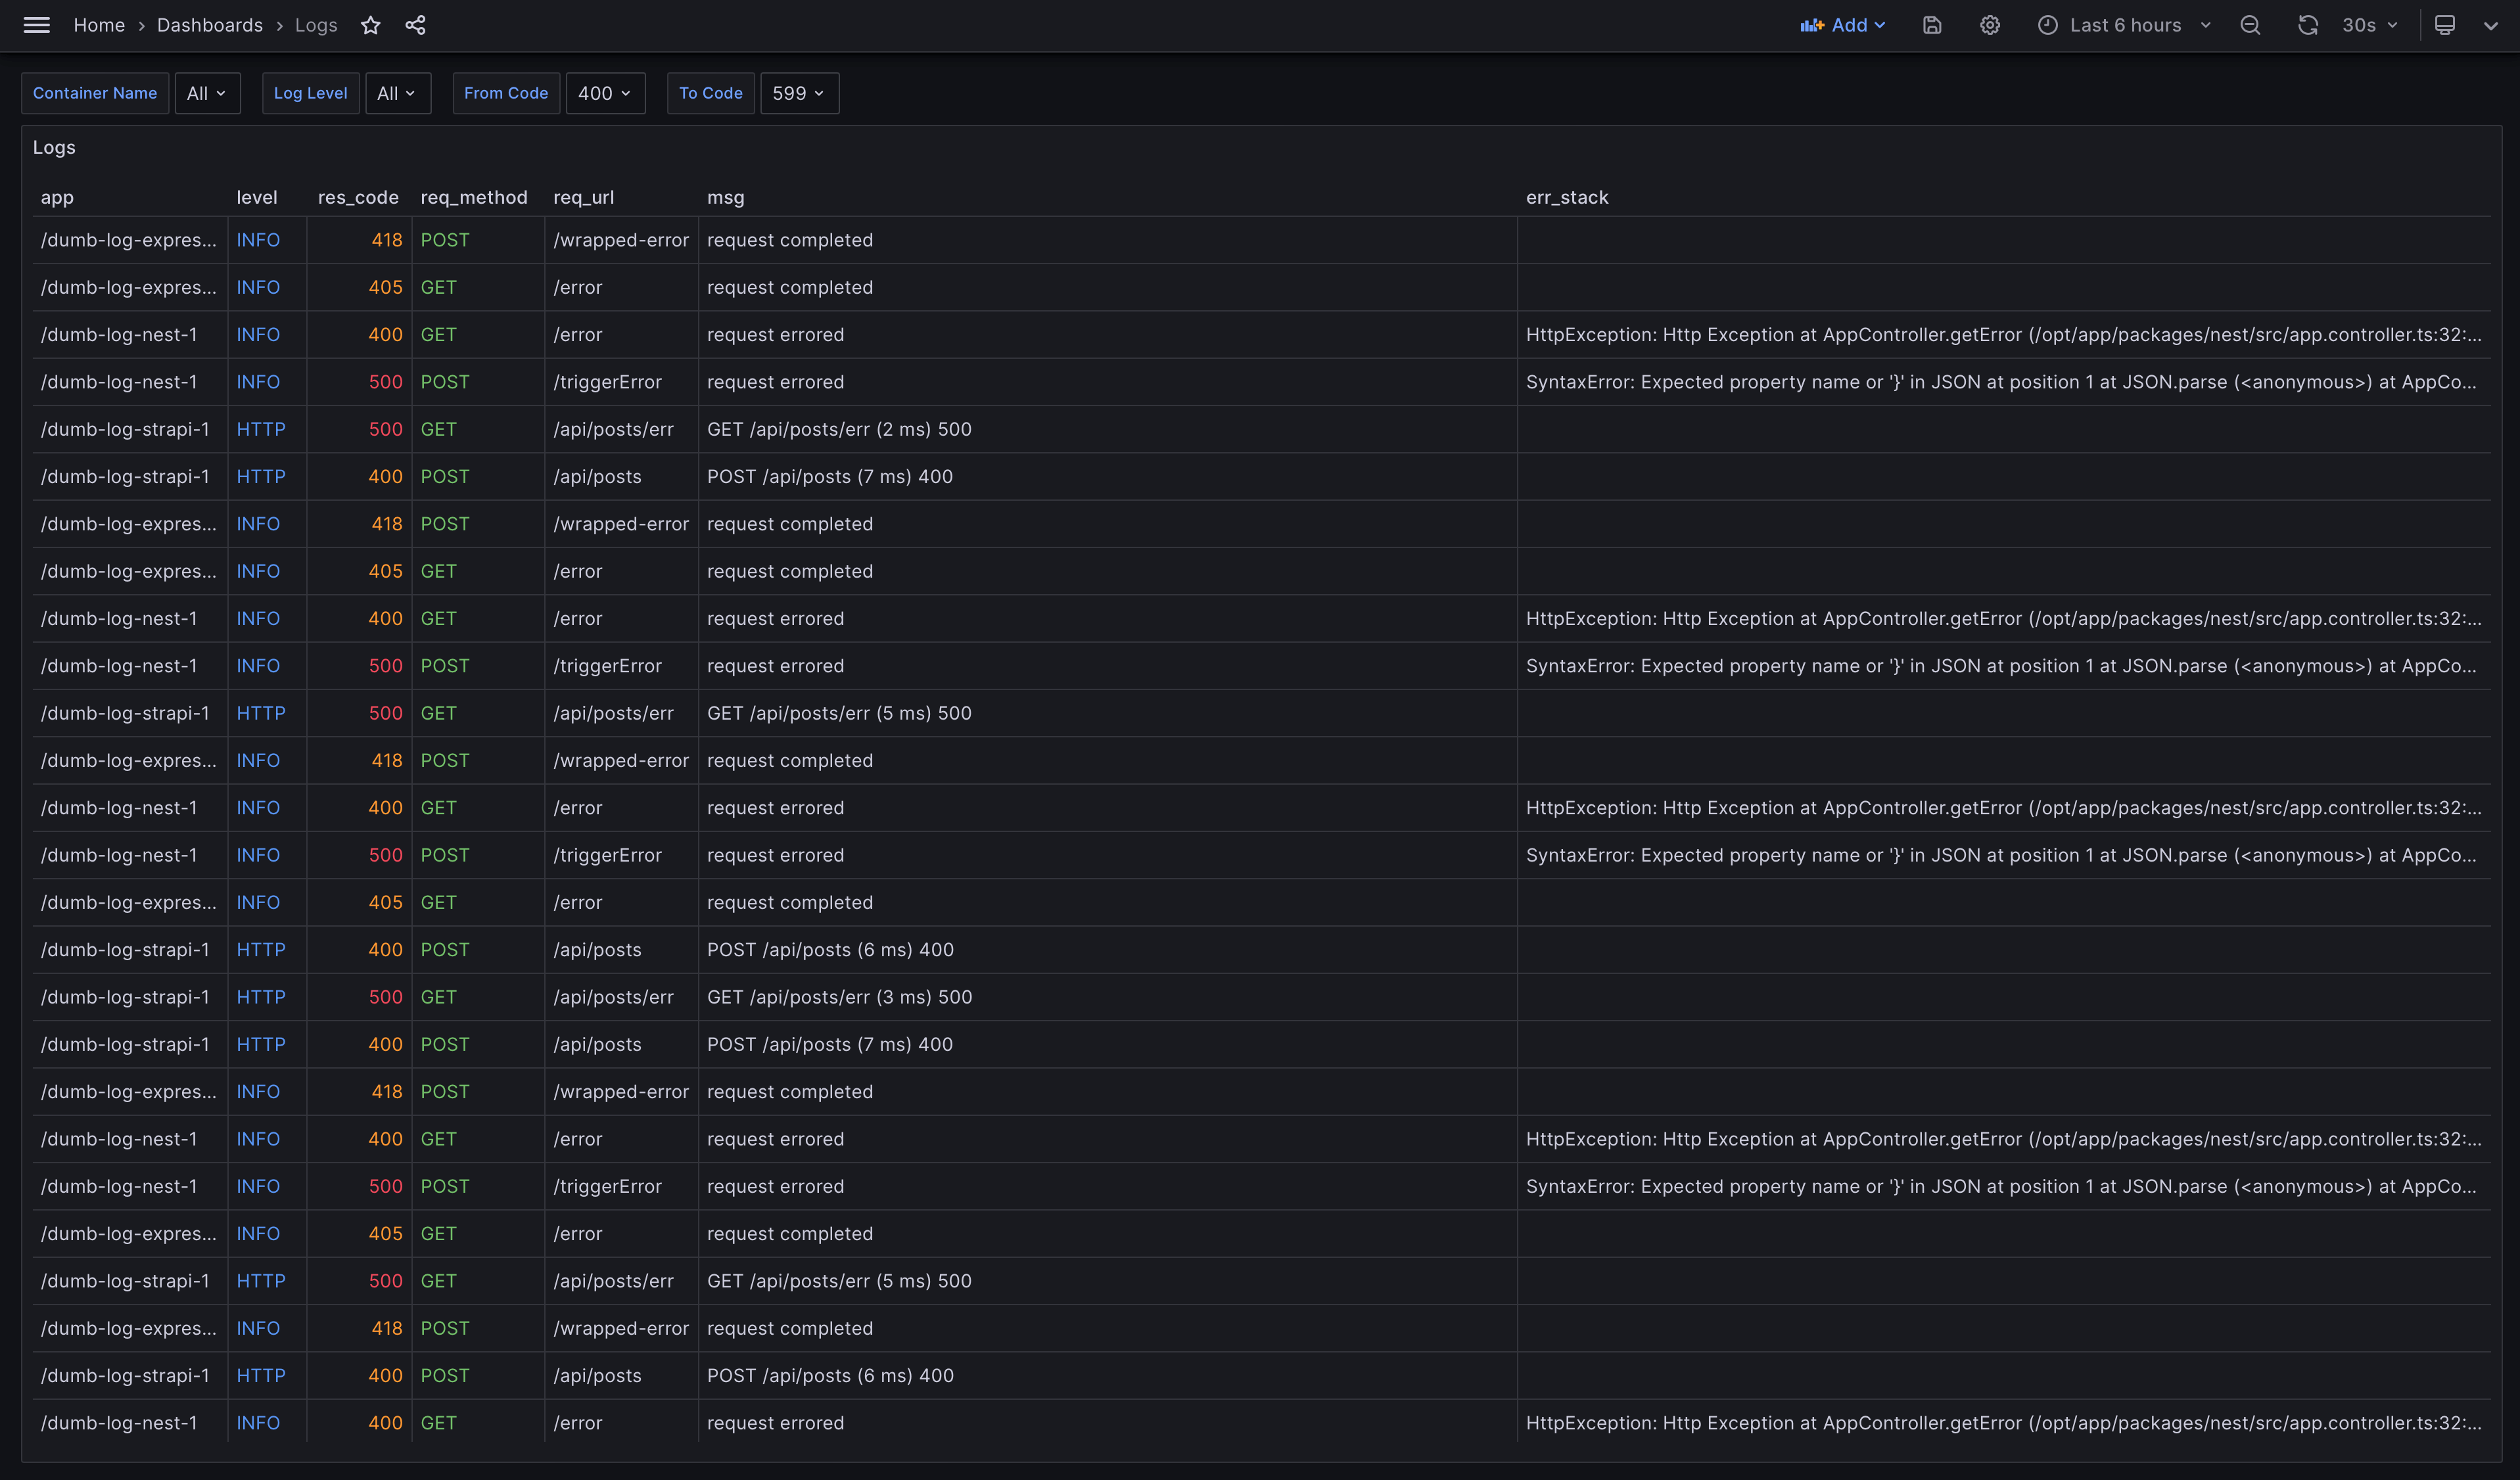 Home › Dashboards › Logs Add Last 6 hours 30s
Container Name All Log Level All From Code 400 To Code 599
Logs
app level res_code req_method req_url msg err_stack
/dumb-log-expres... INFO 418 POST /wrapped-error request completed
/dumb-log-expres... INFO 405 GET /error request completed
/dumb-log-nest-1 INFO 400 GET /error request errored HttpException: Http Exception at AppController.getError (/opt/app/packages/nest/src/app.controller.ts:32:...
/dumb-log-nest-1 INFO 500 POST /triggerError request errored SyntaxError: Expected property name or '}' in JSON at position 1 at JSON.parse (<anonymous>) at AppCo...
/dumb-log-strapi-1 HTTP 500 GET /api/posts/err GET /api/posts/err (2 ms) 500
/dumb-log-strapi-1 HTTP 400 POST /api/posts POST /api/posts (7 ms) 400
/dumb-log-expres... INFO 418 POST /wrapped-error request completed
/dumb-log-expres... INFO 405 GET /error request completed
/dumb-log-nest-1 INFO 400 GET /error request errored HttpException: Http Exception at AppController.getError (/opt/app/packages/nest/src/app.controller.ts:32:...
/dumb-log-nest-1 INFO 500 POST /triggerError request errored SyntaxError: Expected property name or '}' in JSON at position 1 at JSON.parse (<anonymous>) at AppCo...
/dumb-log-strapi-1 HTTP 500 GET /api/posts/err GET /api/posts/err (5 ms) 500
/dumb-log-expres... INFO 418 POST /wrapped-error request completed
/dumb-log-nest-1 INFO 400 GET /error request errored HttpException: Http Exception at AppController.getError (/opt/app/packages/nest/src/app.controller.ts:32:...
/dumb-log-nest-1 INFO 500 POST /triggerError request errored SyntaxError: Expected property name or '}' in JSON at position 1 at JSON.parse (<anonymous>) at AppCo...
/dumb-log-expres... INFO 405 GET /error request completed
/dumb-log-strapi-1 HTTP 400 POST /api/posts POST /api/posts (6 ms) 400
/dumb-log-strapi-1 HTTP 500 GET /api/posts/err GET /api/posts/err (3 ms) 500
/dumb-log-strapi-1 HTTP 400 POST /api/posts POST /api/posts (7 ms) 400
/dumb-log-expres... INFO 418 POST /wrapped-error request completed
/dumb-log-nest-1 INFO 400 GET /error request errored HttpException: Http Exception at AppController.getError (/opt/app/packages/nest/src/app.controller.ts:32:...
/dumb-log-nest-1 INFO 500 POST /triggerError request errored SyntaxError: Expected property name or '}' in JSON at position 1 at JSON.parse (<anonymous>) at AppCo...
/dumb-log-expres... INFO 405 GET /error request completed
/dumb-log-strapi-1 HTTP 500 GET /api/posts/err GET /api/posts/err (5 ms) 500
/dumb-log-expres... INFO 418 POST /wrapped-error request completed
/dumb-log-strapi-1 HTTP 400 POST /api/posts POST /api/posts (6 ms) 400
/dumb-log-nest-1 INFO 400 GET /error request errored HttpException: Http Exception at AppController.getError (/opt/app/packages/nest/src/app.controller.ts:32:...